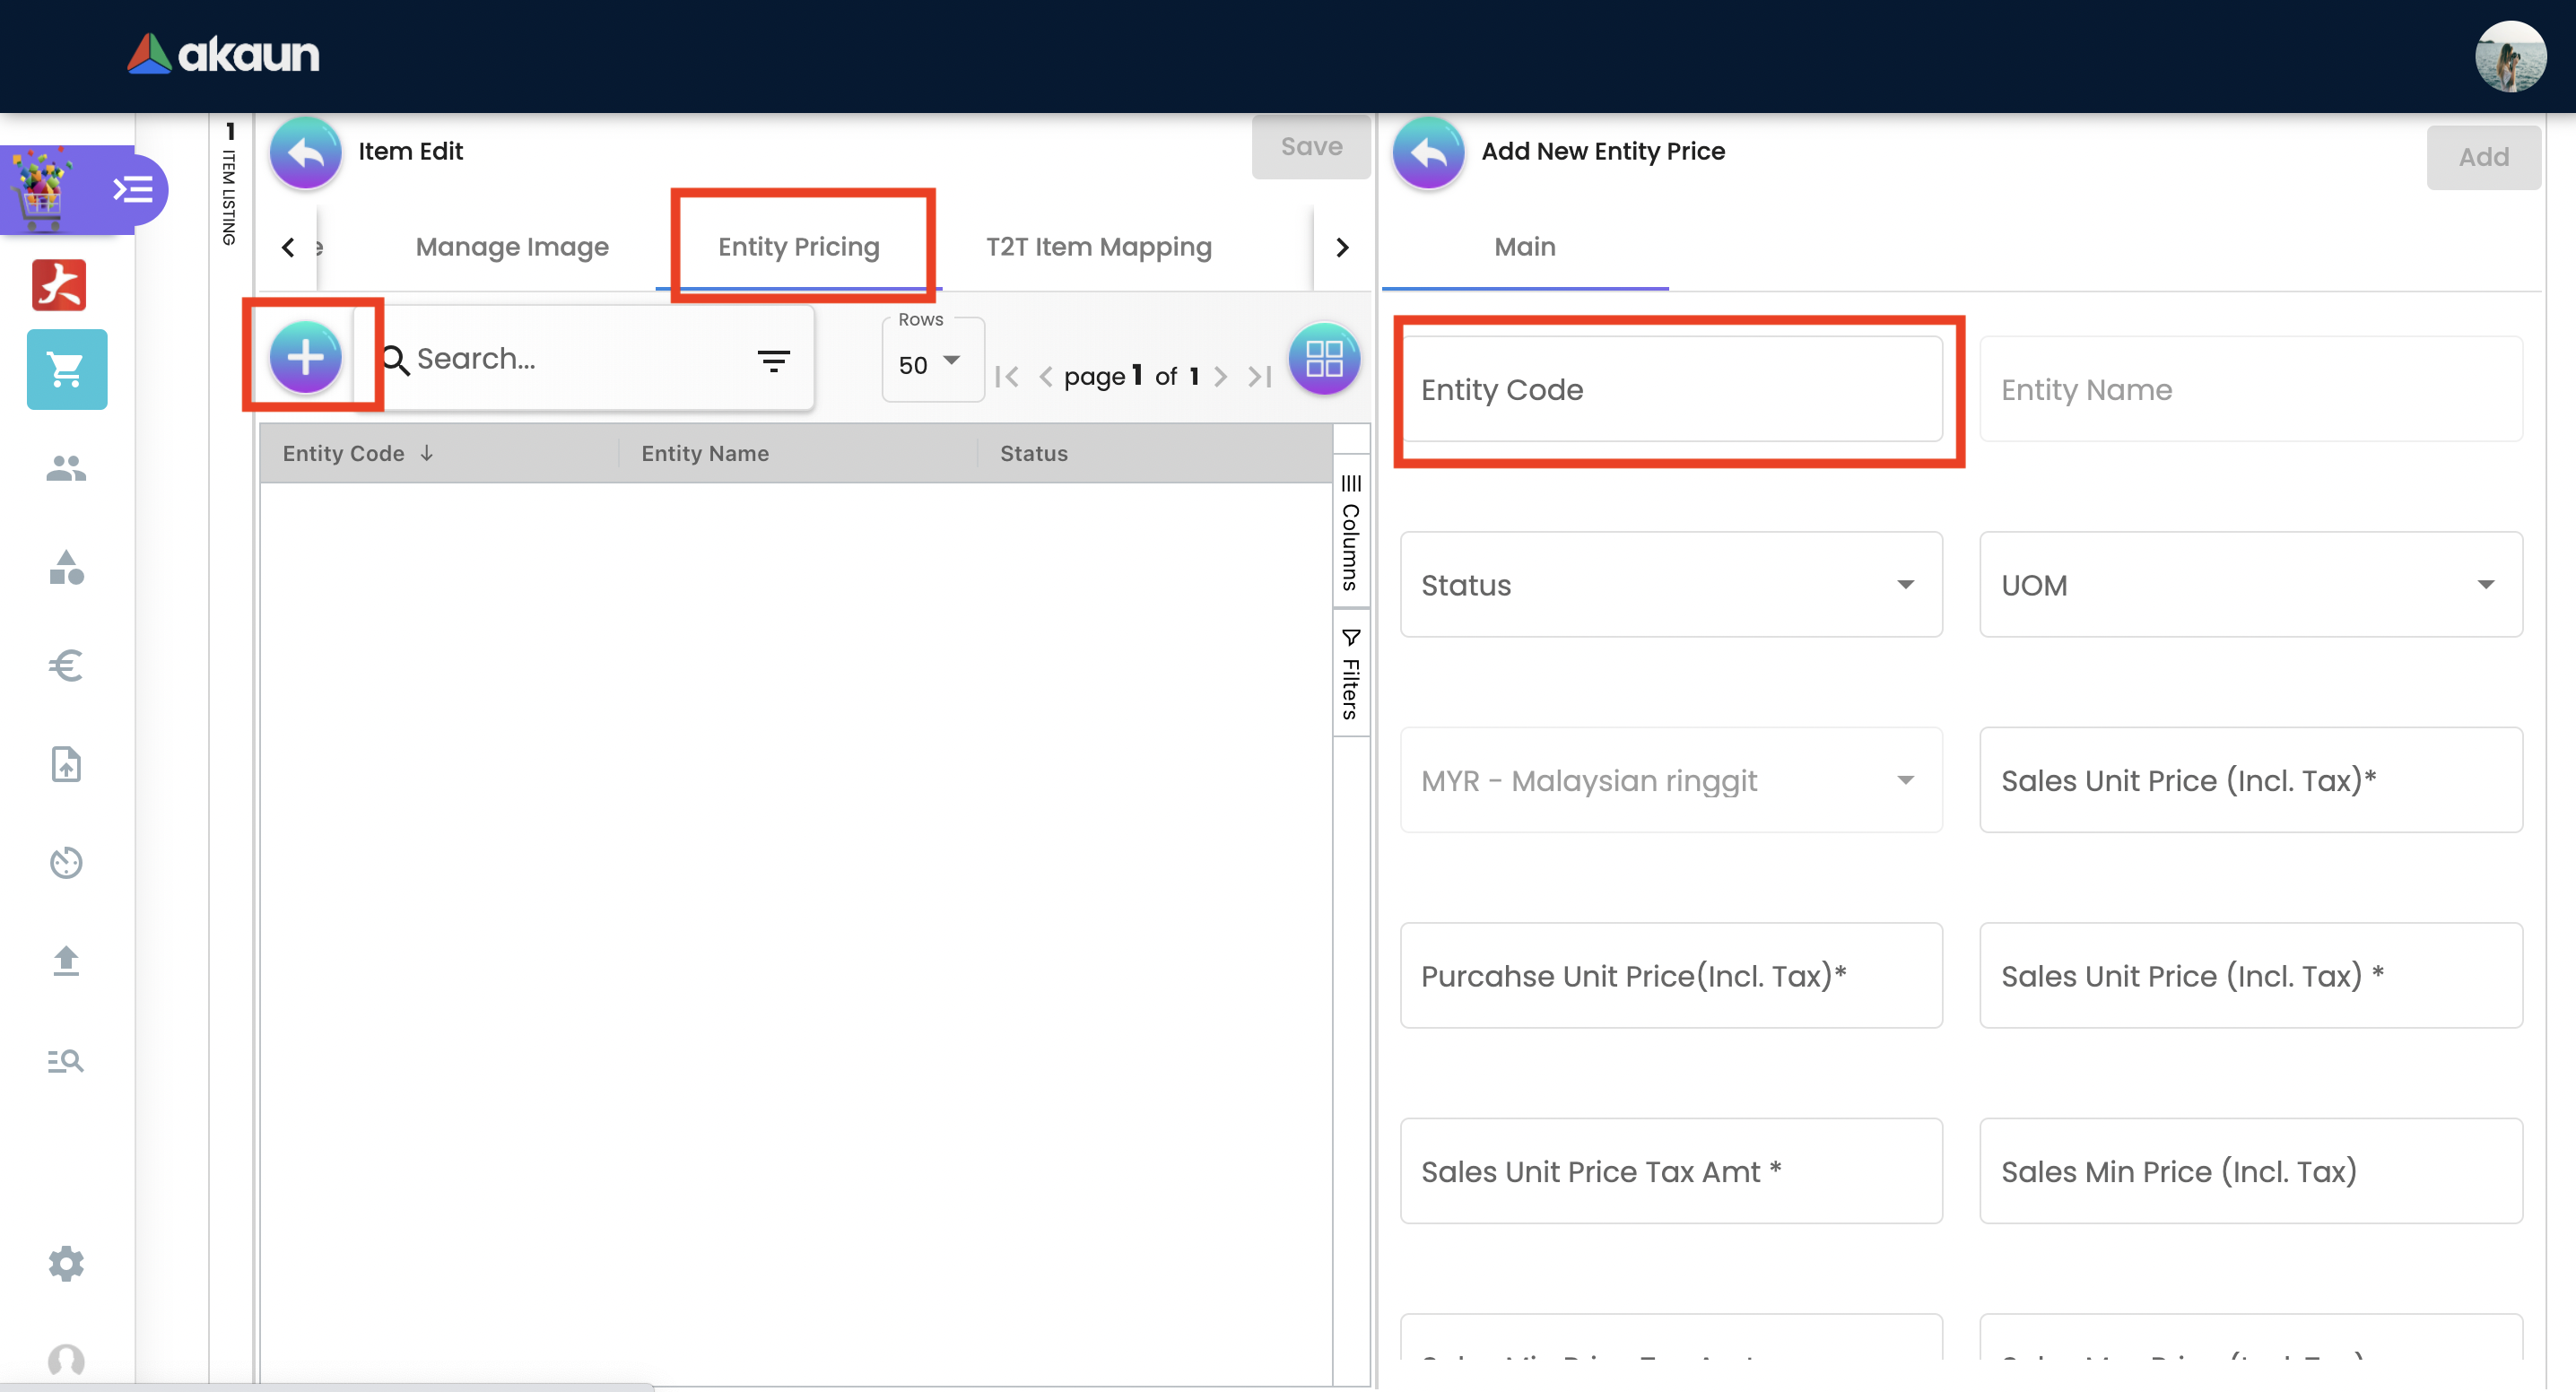 akaun
1 ITEM LISTING
Item Edit
Save
Manage Image
Entity Pricing
T2T Item Mapping
Search...
Rows
50
page 1 of 1
Entity Code
Entity Name
Status
Columns
Filters
Add New Entity Price
Add
Main
Entity Code
Entity Name
Status
UOM
MYR - Malaysian ringgit
Sales Unit Price (Incl. Tax)*
Purcahse Unit Price(Incl. Tax)*
Sales Unit Price (Incl. Tax) *
Sales Unit Price Tax Amt *
Sales Min Price (Incl. Tax)